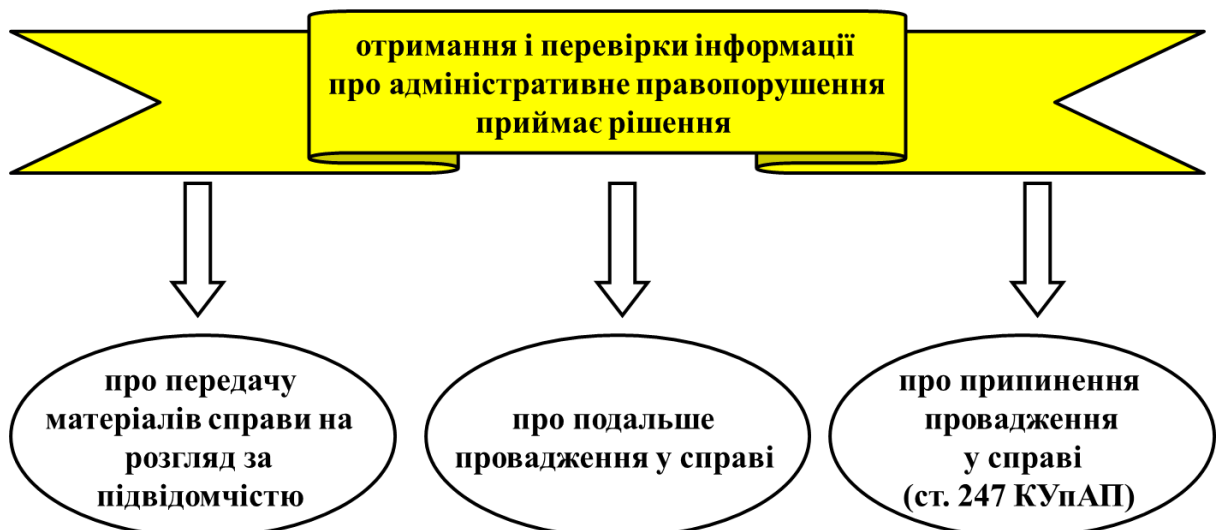 отримання і перевірки інформації
про адміністративне правопорушення
приймає рішення
про передачу
матеріалів справи на
розгляд за
підвідомчістю
про подальше
провадження у справі
про припинення
провадження
у справі
(ст. 247 КУпАП)